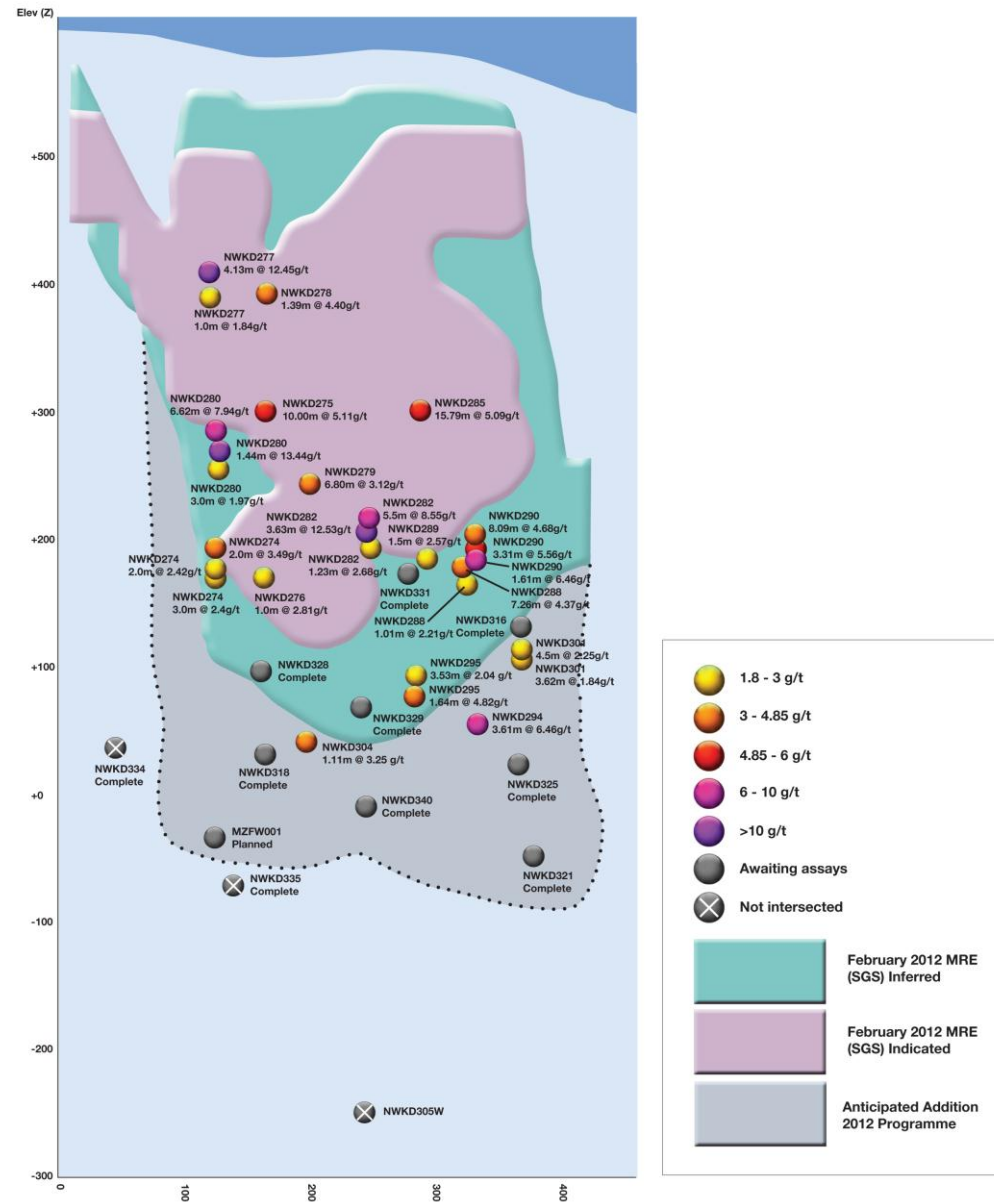 Elev (Z)
+500
+400
+300
+200
+100
+0
-100
-200
-300
0
100
200
300
400
NWKD277
4.13m @ 12.45g/t
NWKD277
1.0m @ 1.84g/t
NWKD278
1.39m @ 4.40g/t
NWKD280
6.62m @ 7.94g/t
NWKD275
10.00m @ 5.11g/t
NWKD285
15.79m @ 5.09g/t
NWKD280
1.44m @ 13.44g/t
NWKD280
3.0m @ 1.97g/t
NWKD279
6.80m @ 3.12g/t
NWKD282
5.5m @ 8.55g/t
NWKD282
3.63m @ 12.53g/t
NWKD289
1.5m @ 2.57g/t
NWKD290
8.09m @ 4.68g/t
NWKD290
3.31m @ 5.56g/t
NWKD290
1.61m @ 6.46g/t
NWKD274
2.0m @ 3.49g/t
NWKD274
2.0m @ 2.42g/t
NWKD274
3.0m @ 2.4g/t
NWKD276
1.0m @ 2.81g/t
NWKD282
1.23m @ 2.68g/t
NWKD331
Complete
NWKD288
7.26m @ 4.37g/t
NWKD288
1.01m @ 2.21g/t
NWKD316
Complete
NWKD301
4.5m @ 2.25g/t
NWKD301
3.62m @ 1.84g/t
NWKD328
Complete
NWKD295
3.53m @ 2.04 g/t
NWKD295
1.64m @ 4.82g/t
NWKD329
Complete
NWKD294
3.61m @ 6.46g/t
NWKD304
1.11m @ 3.25 g/t
NWKD334
Complete
NWKD318
Complete
NWKD325
Complete
NWKD340
Complete
MZFW001
Planned
NWKD335
Complete
NWKD321
Complete
NWKD305W
1.8 - 3 g/t
3 - 4.85 g/t
4.85 - 6 g/t
6 - 10 g/t
>10 g/t
Awaiting assays
Not intersected
February 2012 MRE
(SGS) Inferred
February 2012 MRE
(SGS) Indicated
Anticipated Addition
2012 Programme